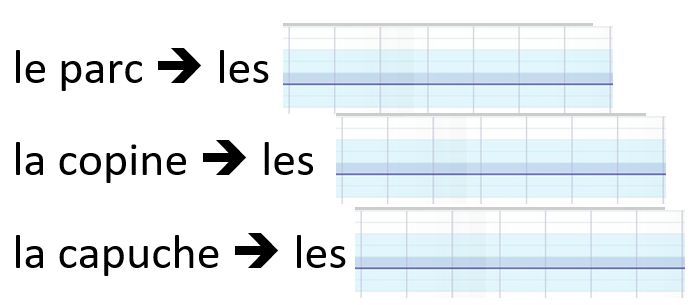 le parc ➔ les
la copine ➔ les
la capuche ➔ les